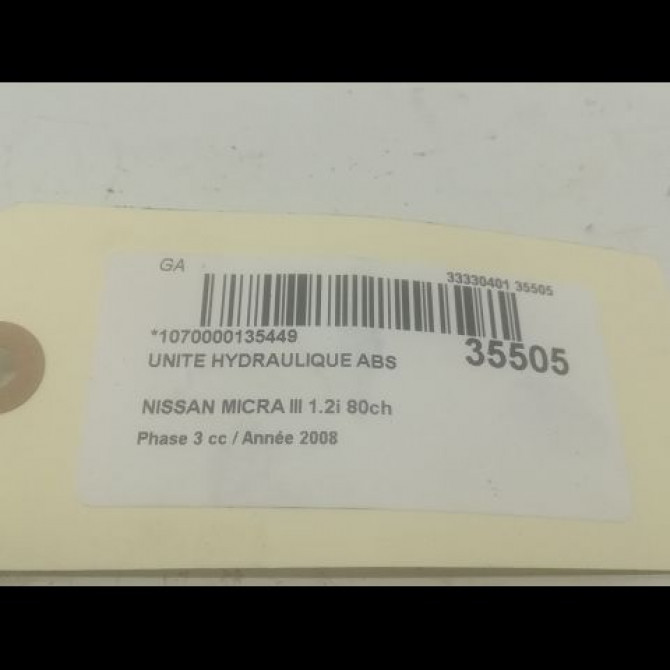 GA
33330401 35505
*1070000135449
35505
UNITE HYDRAULIQUE ABS
NISSAN MICRA III 1.2i 80ch
Phase 3 cc / Année 2008